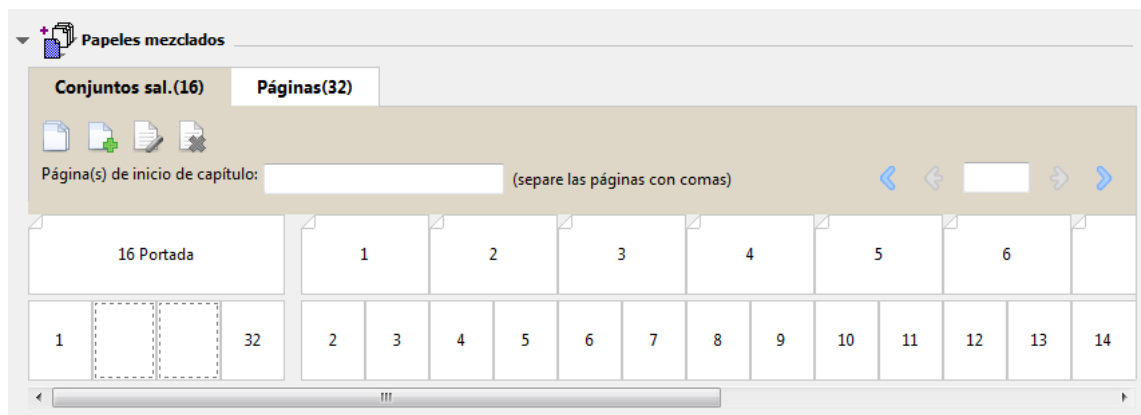 Papeles mezclados
Conjuntos sal.(16) Páginas(32)
Página(s) de inicio de capítulo: (separe las páginas con comas)
16 Portada 1 2 3 4 5 6
1 32 2 3 4 5 6 7 8 9 10 11 12 13 14